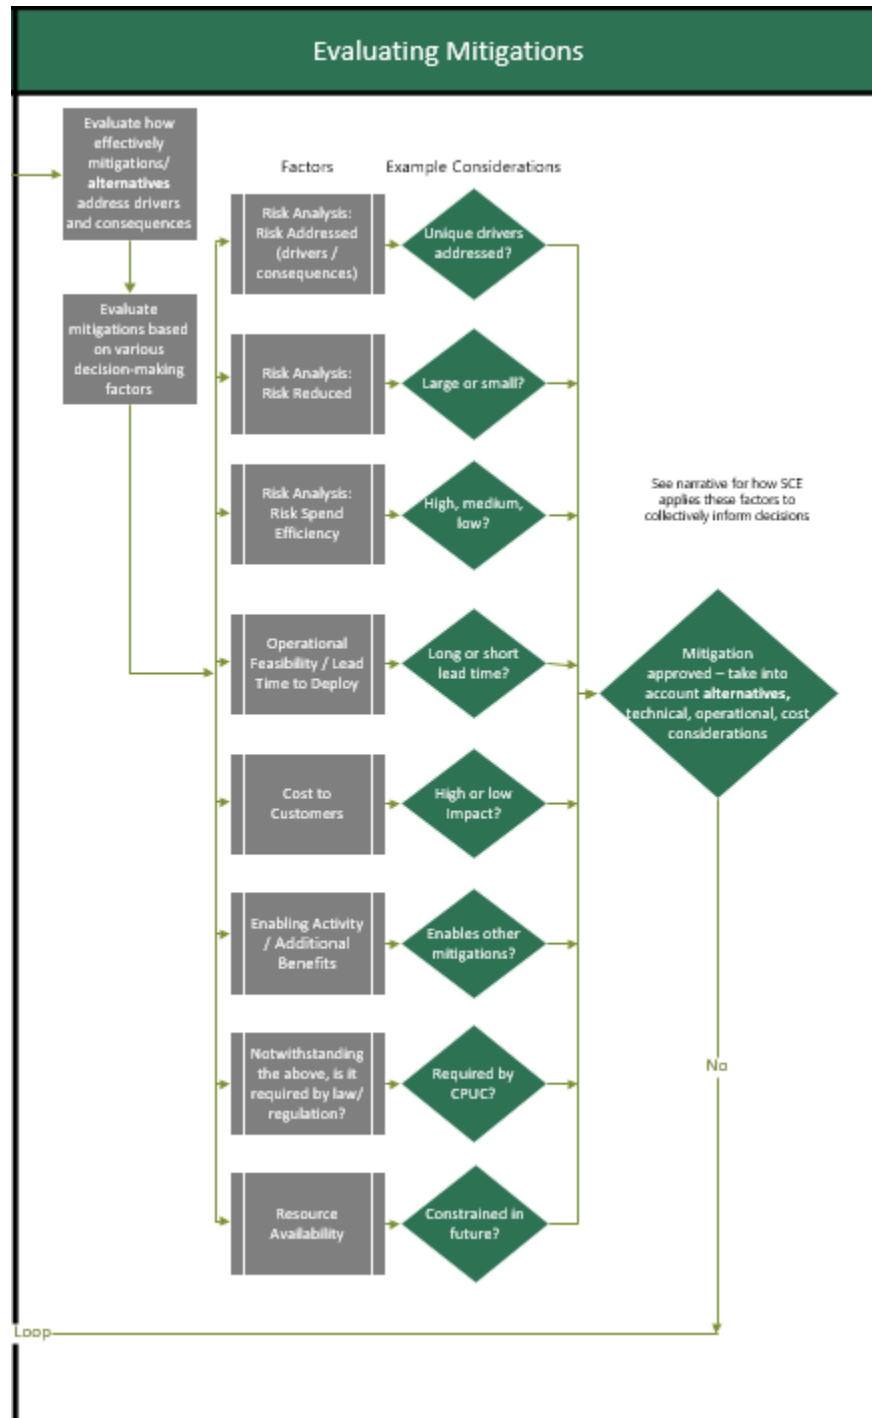 Evaluating Mitigations
Evaluate how
effectively
mitigations/
alternatives
address drivers
and consequences
Evaluate
mitigations based
on various
decision-making
factors
Factors
Example Considerations
Risk Analysis:
Risk Addressed
(drivers /
consequences)
Unique drivers
addressed?
Risk Analysis:
Risk Reduced
Large or small?
Risk Analysis:
Risk Spend
Efficiency
High, medium,
low?
Operational
Feasibility / Lead
Time to Deploy
Long or short
lead time?
Cost to
Customers
High or low
Impact?
Enabling Activity
/ Additional
Benefits
Enables other
mitigations?
Notwithstanding
the above, is it
required by law/
regulation?
Required by
CPUC?
Resource
Availability
Constrained in
future?
See narrative for how SCE
applies these factors to
collectively inform decisions
Mitigation
approved – take into
account alternatives,
technical, operational, cost
considerations
No
Loop